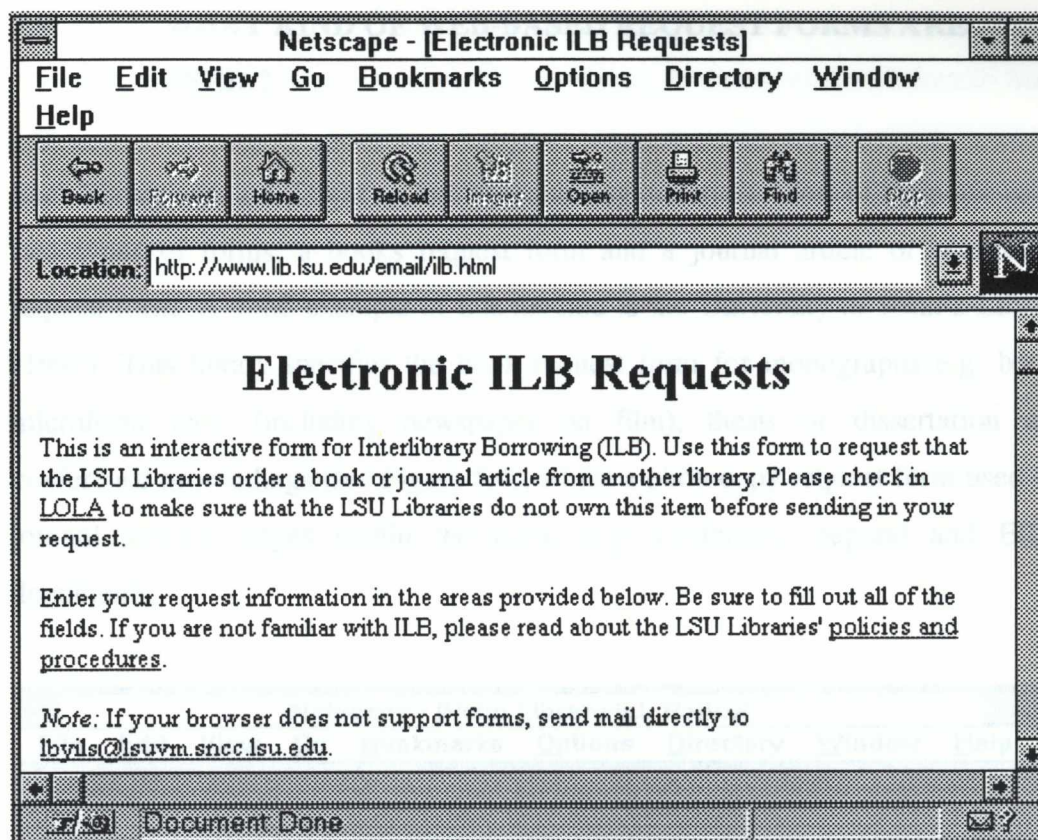 Netscape - [Electronic ILB Requests]
File Edit View Go Bookmarks Options Directory Window
Help
Back Forward Home Reload Images Open Print Find Stop
Location: http://www.lib.lsu.edu/email/ilb.html
N
Electronic ILB Requests
This is an interactive form for Interlibrary Borrowing (ILB). Use this form to request that
the LSU Libraries order a book or journal article from another library. Please check in
LOLA to make sure that the LSU Libraries do not own this item before sending in your
request.
Enter your request information in the areas provided below. Be sure to fill out all of the
fields. If you are not familiar with ILB, please read about the LSU Libraries' policies and
procedures.
Note: If your browser does not support forms, send mail directly to
lbyils@lsuvm.sncc.lsu.edu.
Document Done